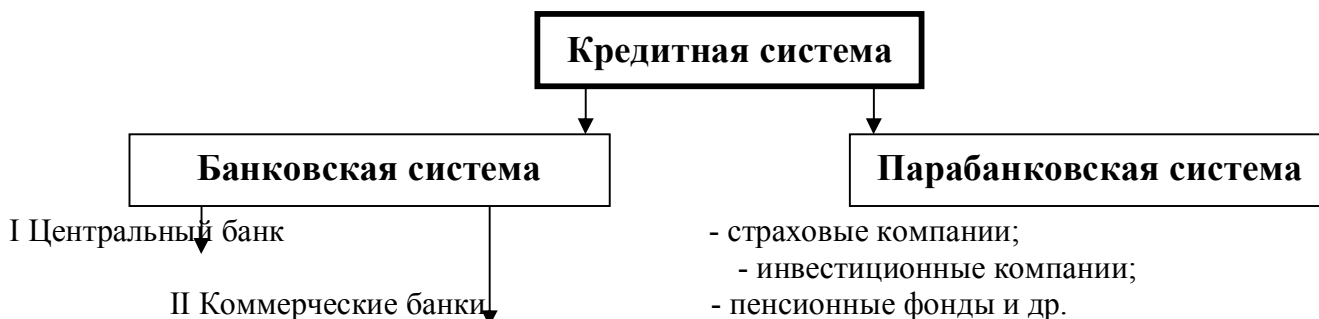 Кредитная система
Банковская система
Парабанковская система
I Центральный банк
- страховые компании;
- инвестиционные компании;
II Коммерческие банки
- пенсионные фонды и др.